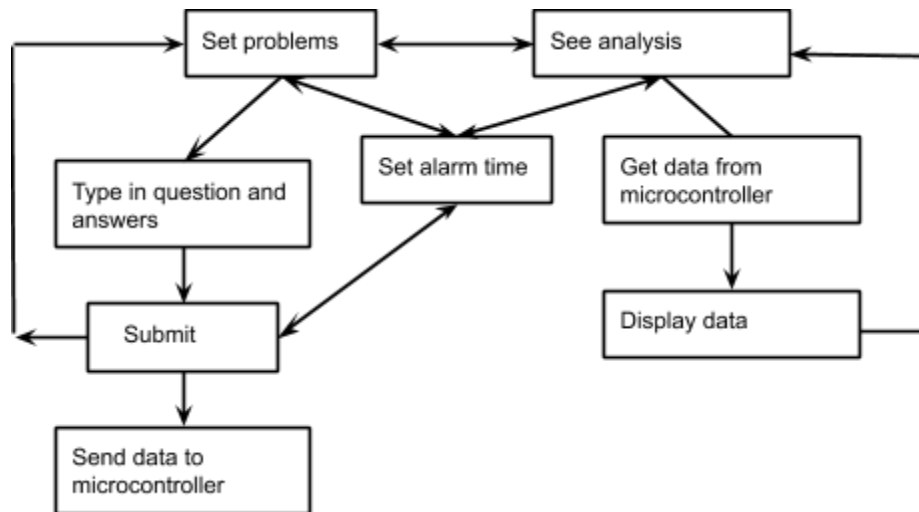 Set problems
See analysis
Set alarm time
Get data from
microcontroller
Type in question and
answers
Submit
Display data
Send data to
microcontroller